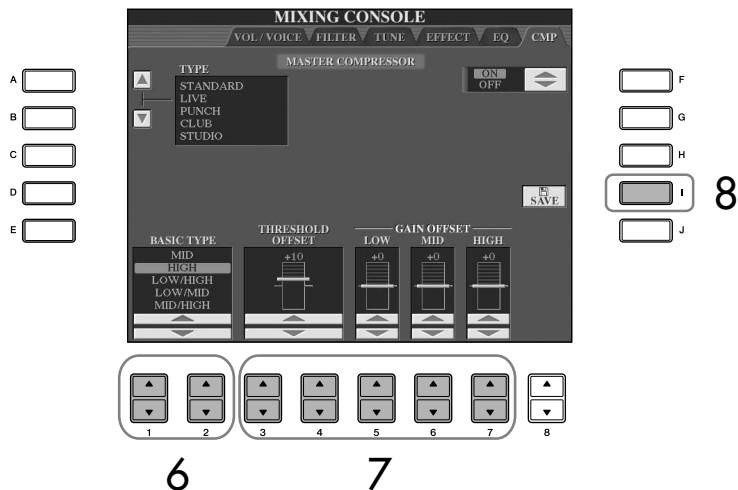 MIXING CONSOLE
VOL / VOICE FILTER TUNE EFFECT EQ CMP
MASTER COMPRESSOR
TYPE
STANDARD
LIVE
PUNCH
CLUB
STUDIO
ON
OFF
A
B
C
D
E
F
G
H
I
J
8
SAVE
BASIC TYPE
MID
HIGH
LOW/HIGH
LOW/MID
MID/HIGH
THRESHOLD
OFFSET
+10
GAIN OFFSET
LOW MID HIGH
+0 +0 +0
1 2 3 4 5 6 7 8
6 7